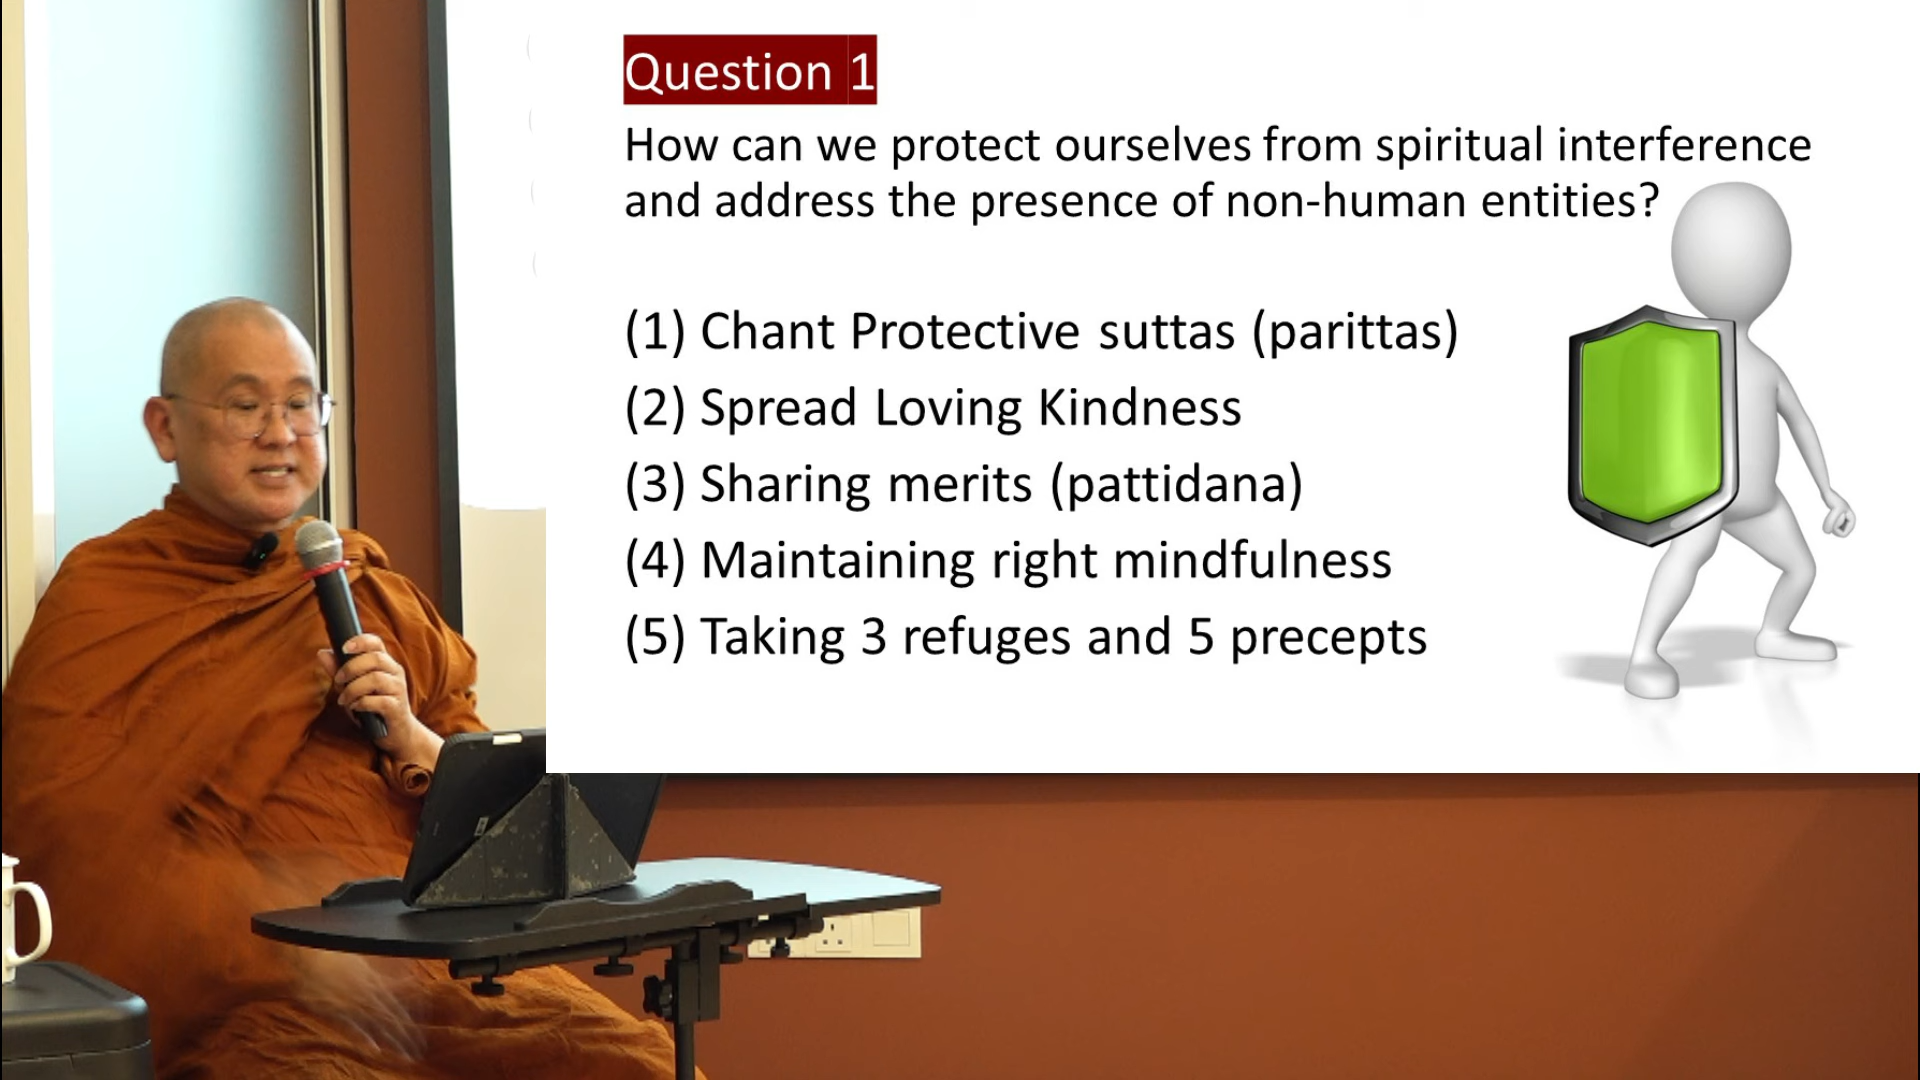 Question 1
How can we protect ourselves from spiritual interference
and address the presence of non-human entities?
(1) Chant Protective suttas (parittas)
(2) Spread Loving Kindness
(3) Sharing merits (pattidana)
(4) Maintaining right mindfulness
(5) Taking 3 refuges and 5 precepts